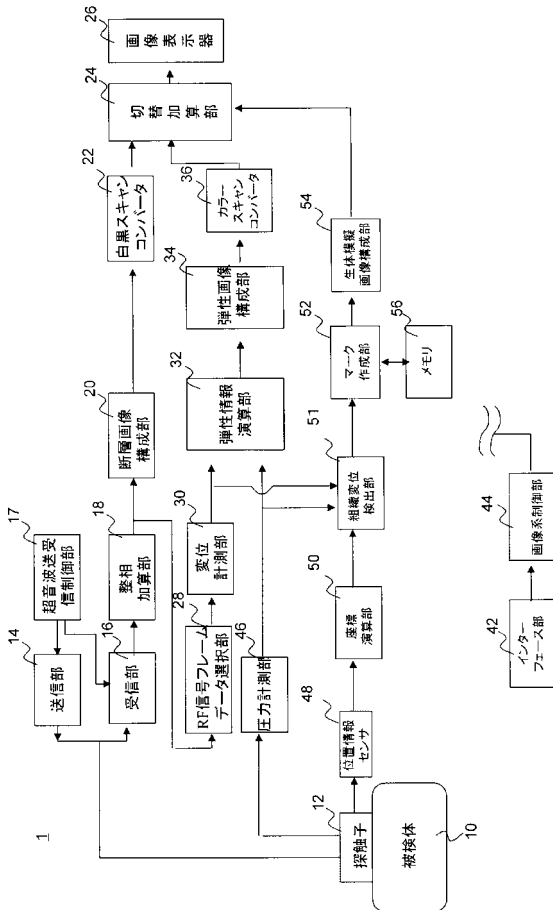 1
17
超音波送受
信制御部
14
送信部
16
受信部
18
整相
加算部
20
断層画像
構成部
22
白黒スキャン
コンバータ
24
切替加算部
26
画像表示器
28
RF信号フレーム
データ選択部
30
変位
計測部
32
弾性情報
演算部
34
弾性画像
構成部
36
カラー
スキャン
コンバータ
46
圧力計測部
12
探触子
10
被検体
48
位置情報
センサ
50
座標
演算部
51
組織変位
検出部
52
マーク
作成部
54
生体模擬
画像構成部
56
メモリ
42
インター
フェース部
44
画像系制御部